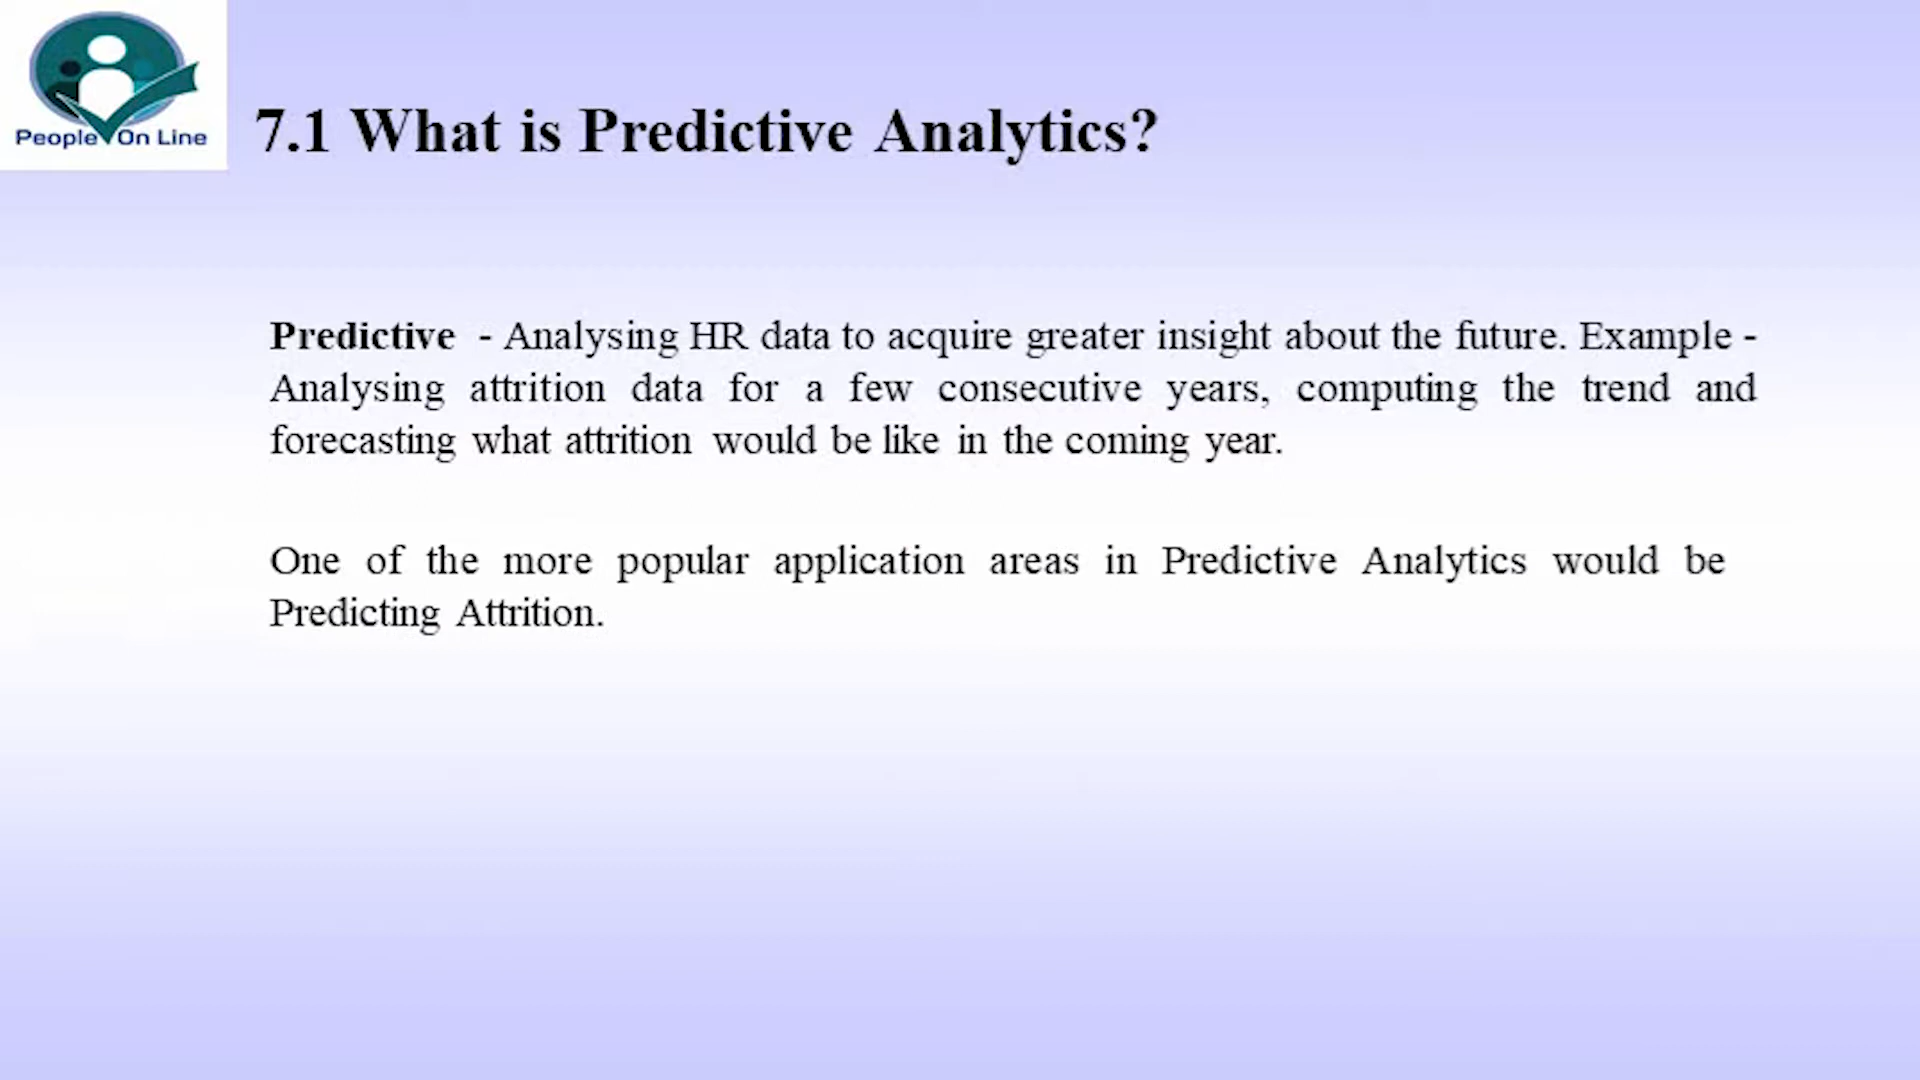 People On Line
7.1 What is Predictive Analytics?
Predictive - Analysing HR data to acquire greater insight about the future. Example -
Analysing attrition data for a few consecutive years, computing the trend and
forecasting what attrition would be like in the coming year.
One of the more popular application areas in Predictive Analytics would be
Predicting Attrition.